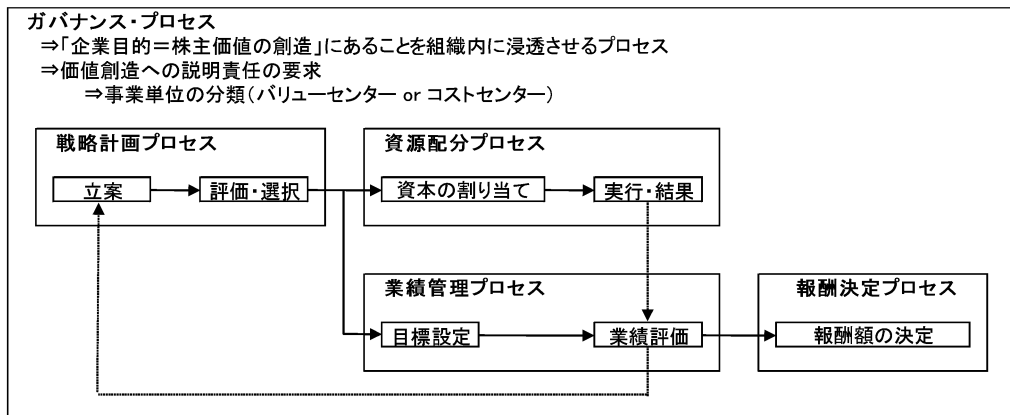 ガバナンス・プロセス
⇒「企業目的＝株主価値の創造」にあることを組織内に浸透させるプロセス
⇒価値創造への説明責任の要求
⇒事業単位の分類（バリューセンター or コストセンター）
戦略計画プロセス
立案
評価・選択
資源配分プロセス
資本の割り当て
実行・結果
業績管理プロセス
目標設定
業績評価
報酬決定プロセス
報酬額の決定